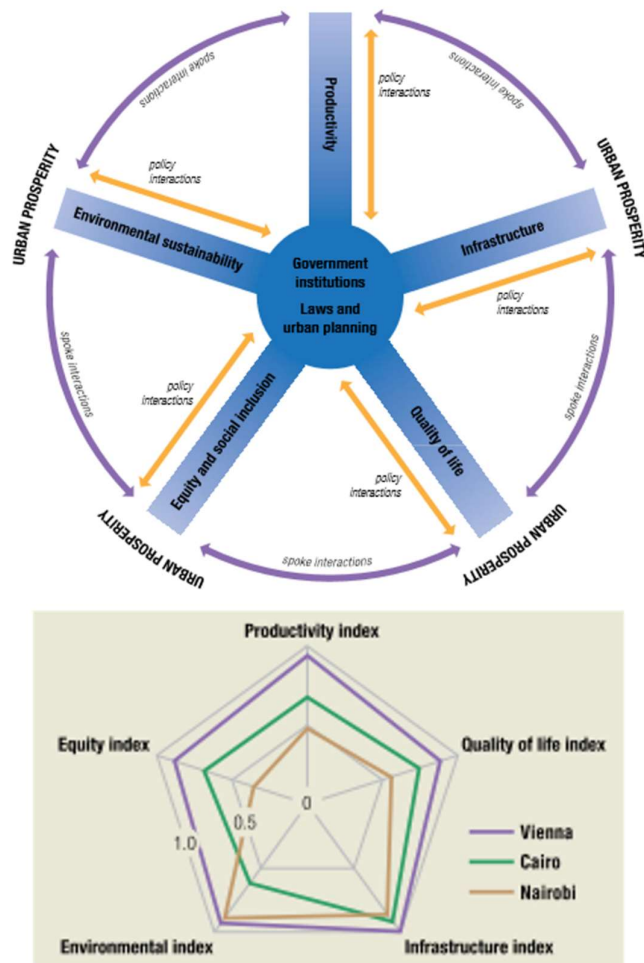 spoke interactions
spoke interactions
policy interactions
Productivity
URBAN PROSPERITY
URBAN PROSPERITY
policy interactions
Environmental sustainability
Infrastructure
Government
institutions
Laws and
urban planning
policy interactions
spoke interactions
spoke interactions
policy interactions
Equity and social inclusion
Quality of life
policy interactions
URBAN PROSPERITY
URBAN PROSPERITY
spoke interactions
Productivity index
Equity index
Quality of life index
0
0.5
1.0
Vienna
Cairo
Nairobi
Environmental index
Infrastructure index